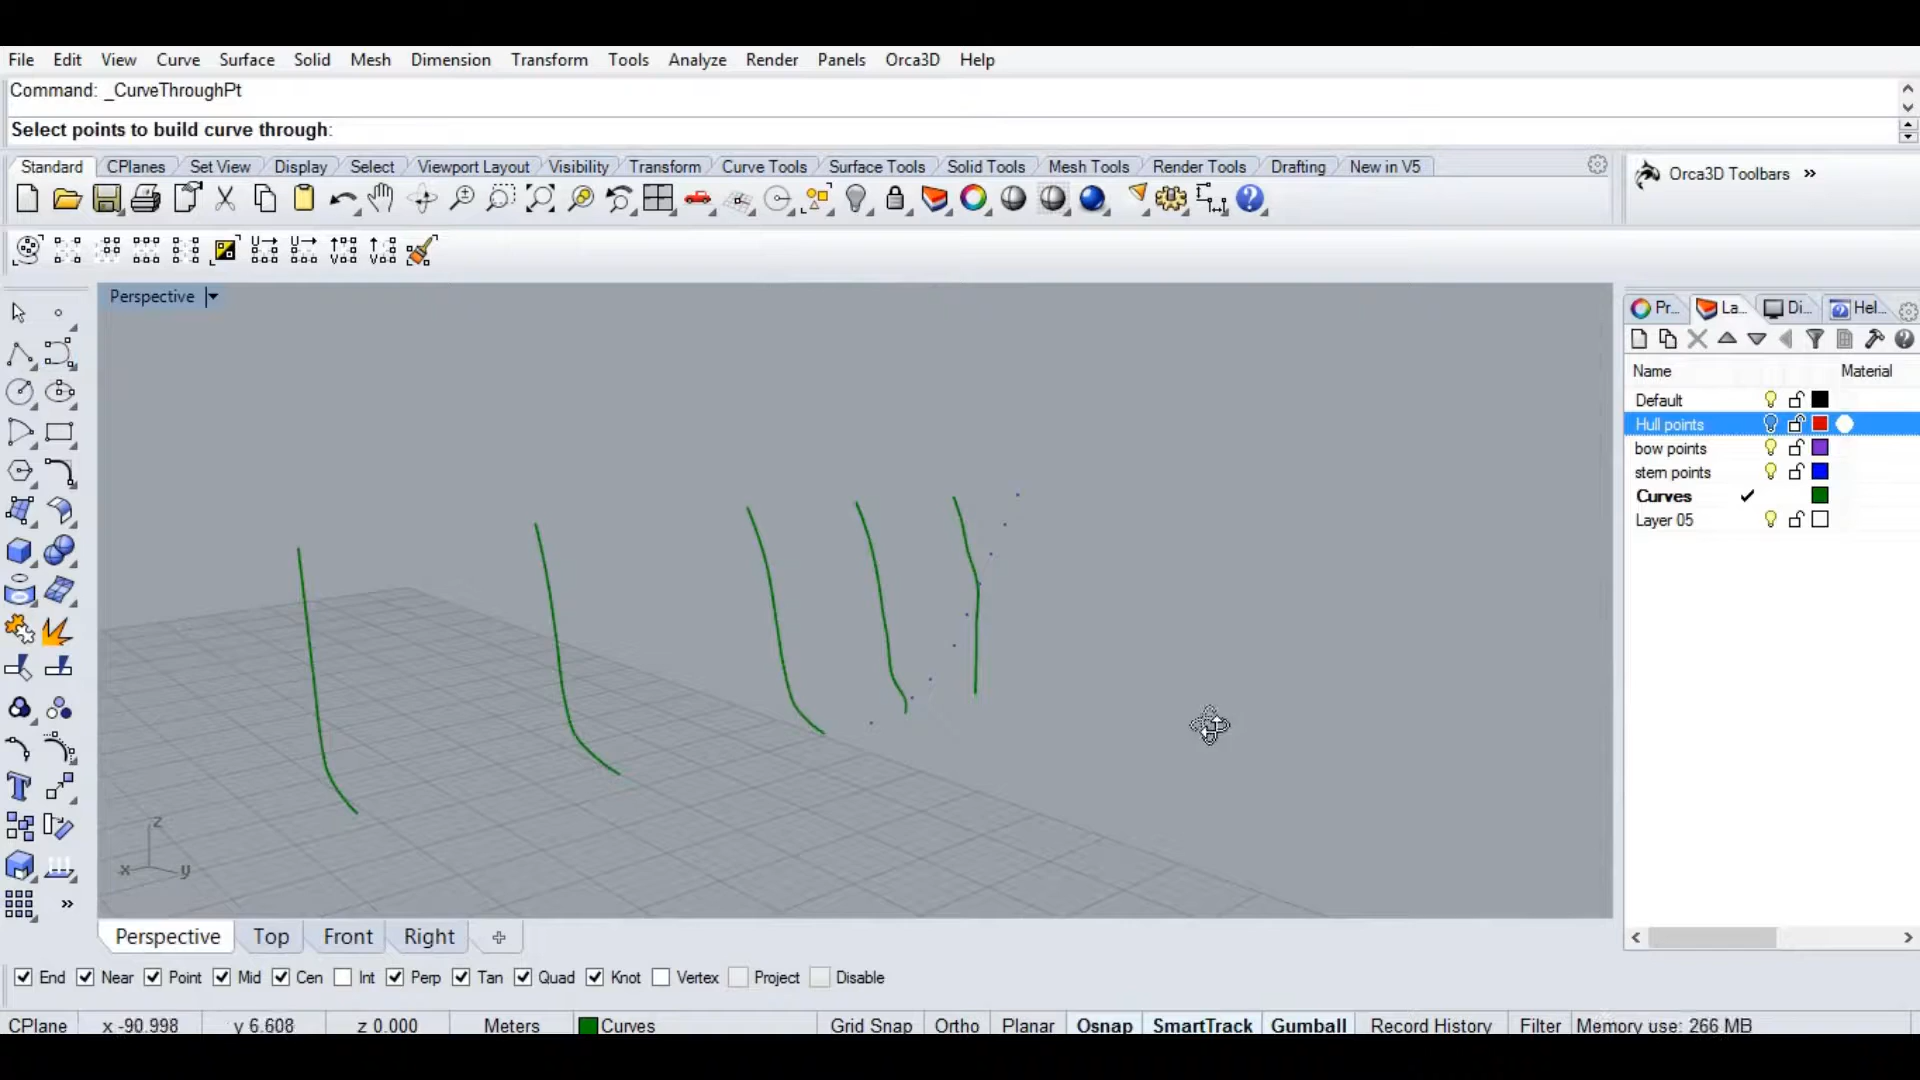 File Edit View Curve Surface Solid Mesh Dimension Transform Tools Analyze Render Panels Orca3D Help
Command: _CurveThroughPt
Select points to build curve through:
Standard CPlanes Set View Display Select Viewport Layout Visibility Transform Curve Tools Surface Tools Solid Tools Mesh Tools Render Tools Drafting New in V5
Orca3D Toolbars »
Perspective
Pr... La... Di... Hel...
Name Material
Default
Hull points
bow points
stern points
Curves
Layer 05
z
x y
Perspective Top Front Right
End Near Point Mid Cen Int Perp Tan Quad Knot Vertex Project Disable
CPlane x -90.998 y 6.608 z 0.000 Meters Curves Grid Snap Ortho Planar Osnap SmartTrack Gumball Record History Filter Memory use: 266 MB